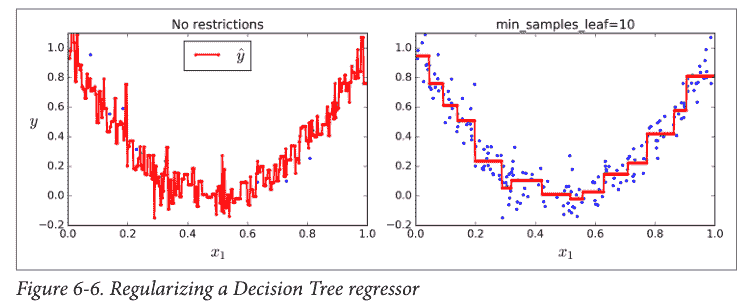 No restrictions
min_samples_leaf=10
ŷ
y
1.0
0.8
0.6
0.4
0.2
0.0
−0.2
0.0 0.2 0.4 0.6 0.8 1.0
x₁
1.0
0.8
0.6
0.4
0.2
0.0
−0.2
0.0 0.2 0.4 0.6 0.8 1.0
x₁
Figure 6-6. Regularizing a Decision Tree regressor